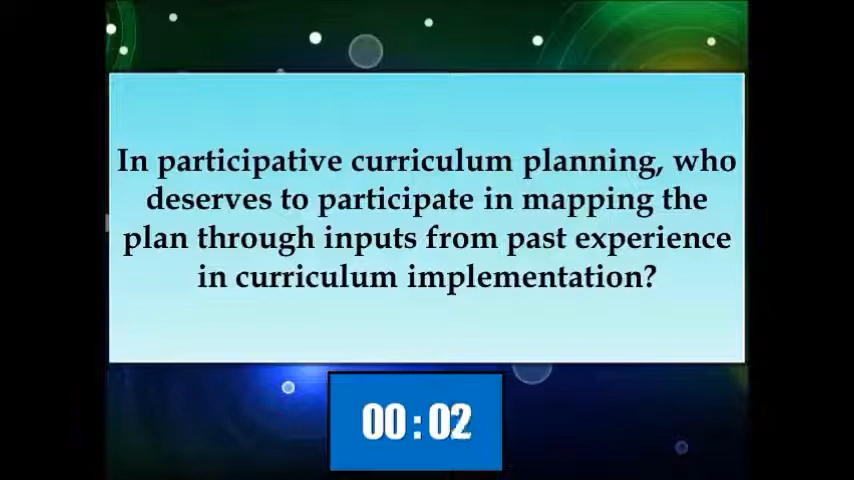 In participative curriculum planning, who
deserves to participate in mapping the
plan through inputs from past experience
in curriculum implementation?
00:02